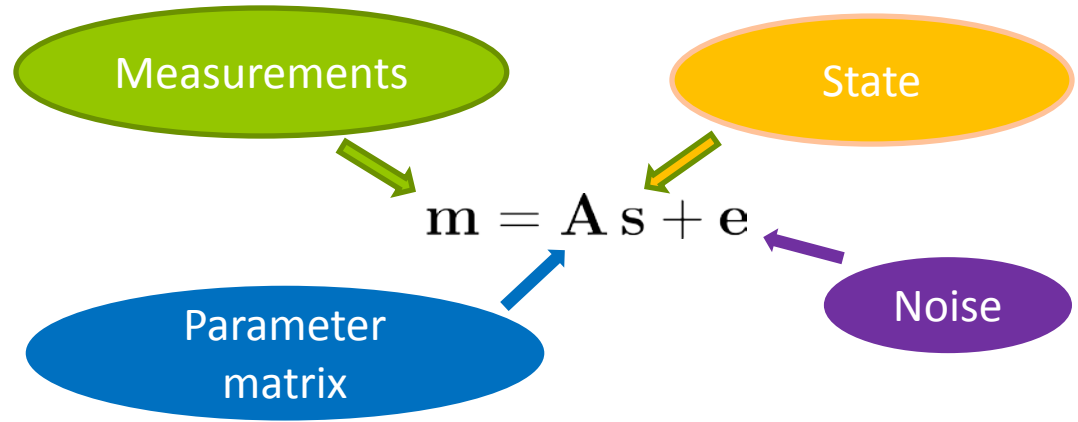 Measurements
State
m = A s + e
Parameter
matrix
Noise